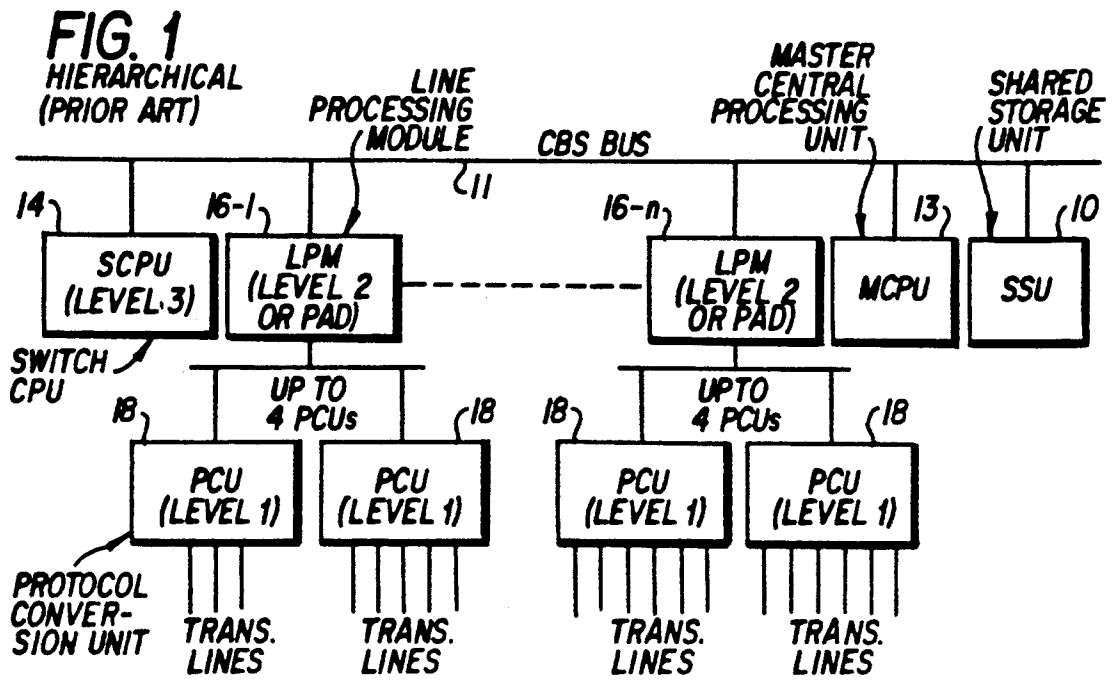 FIG. 1
HIERARCHICAL
(PRIOR ART)
LINE
PROCESSING
MODULE
MASTER
CENTRAL
PROCESSING
UNIT
SHARED
STORAGE
UNIT
CBS BUS
11
14
16-1
16-n
13
10
SCPU
(LEVEL 3)
LPM
(LEVEL 2
OR PAD)
LPM
(LEVEL 2
OR PAD)
MCPU
SSU
SWITCH
CPU
UP TO
4 PCUs
UP TO
4 PCUs
18
18
18
18
PCU
(LEVEL 1)
PCU
(LEVEL 1)
PCU
(LEVEL 1)
PCU
(LEVEL 1)
PROTOCOL
CONVER-
SION UNIT
TRANS.
LINES
TRANS.
LINES
TRANS.
LINES
TRANS.
LINES